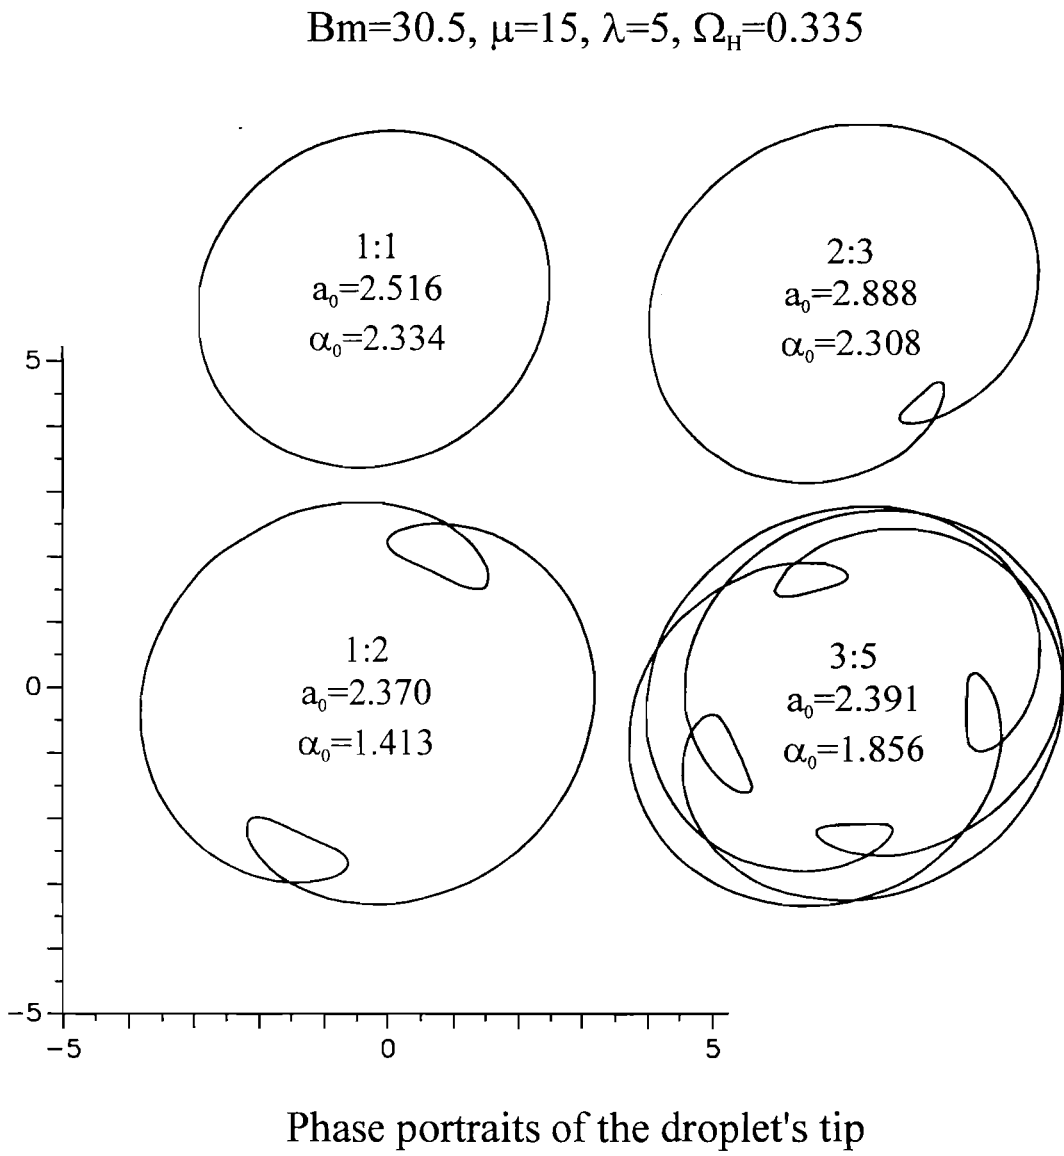 Bm=30.5, μ=15, λ=5, Ω_H=0.335
1:1
a₀=2.516
α₀=2.334
2:3
a₀=2.888
α₀=2.308
1:2
a₀=2.370
α₀=1.413
3:5
a₀=2.391
α₀=1.856
5
0
-5
-5
0
5
Phase portraits of the droplet's tip